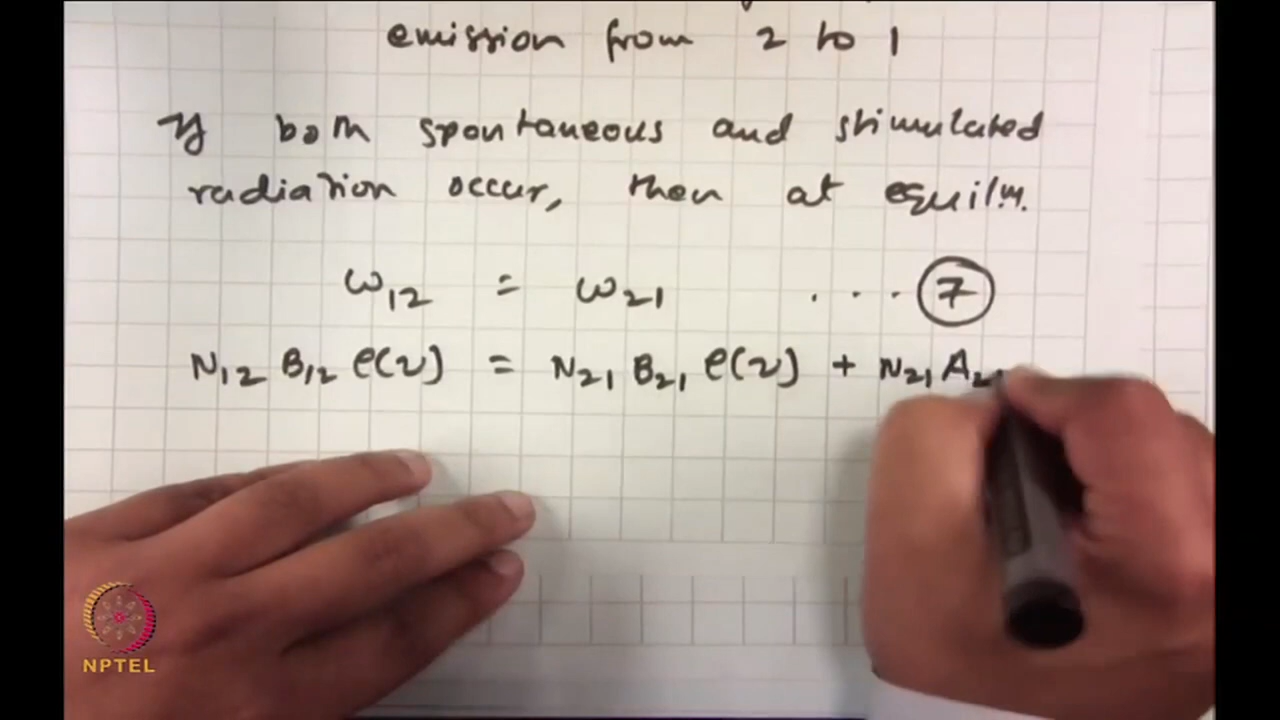 emission from 2 to 1
If both spontaneous and stimulated
radiation occur, then at equilm.
ω₁₂ = ω₂₁ ... 7
N₁₂ B₁₂ ρ(ν) = N₂₁ B₂₁ ρ(ν) + N₂₁ A₂₁
NPTEL